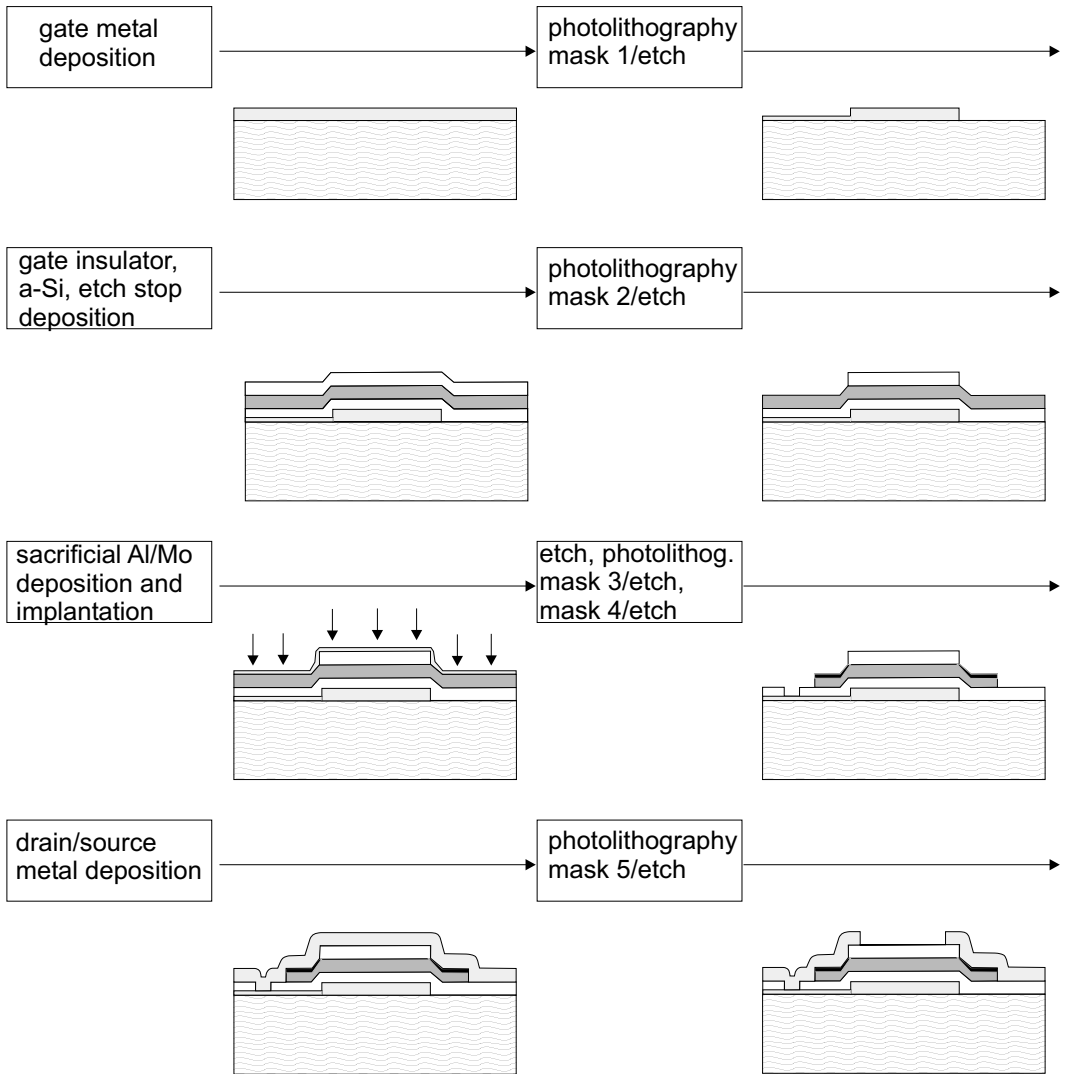 gate metal
deposition
photolithography
mask 1/etch
gate insulator,
a-Si, etch stop
deposition
photolithography
mask 2/etch
sacrificial Al/Mo
deposition and
implantation
etch, photolithog.
mask 3/etch,
mask 4/etch
drain/source
metal deposition
photolithography
mask 5/etch